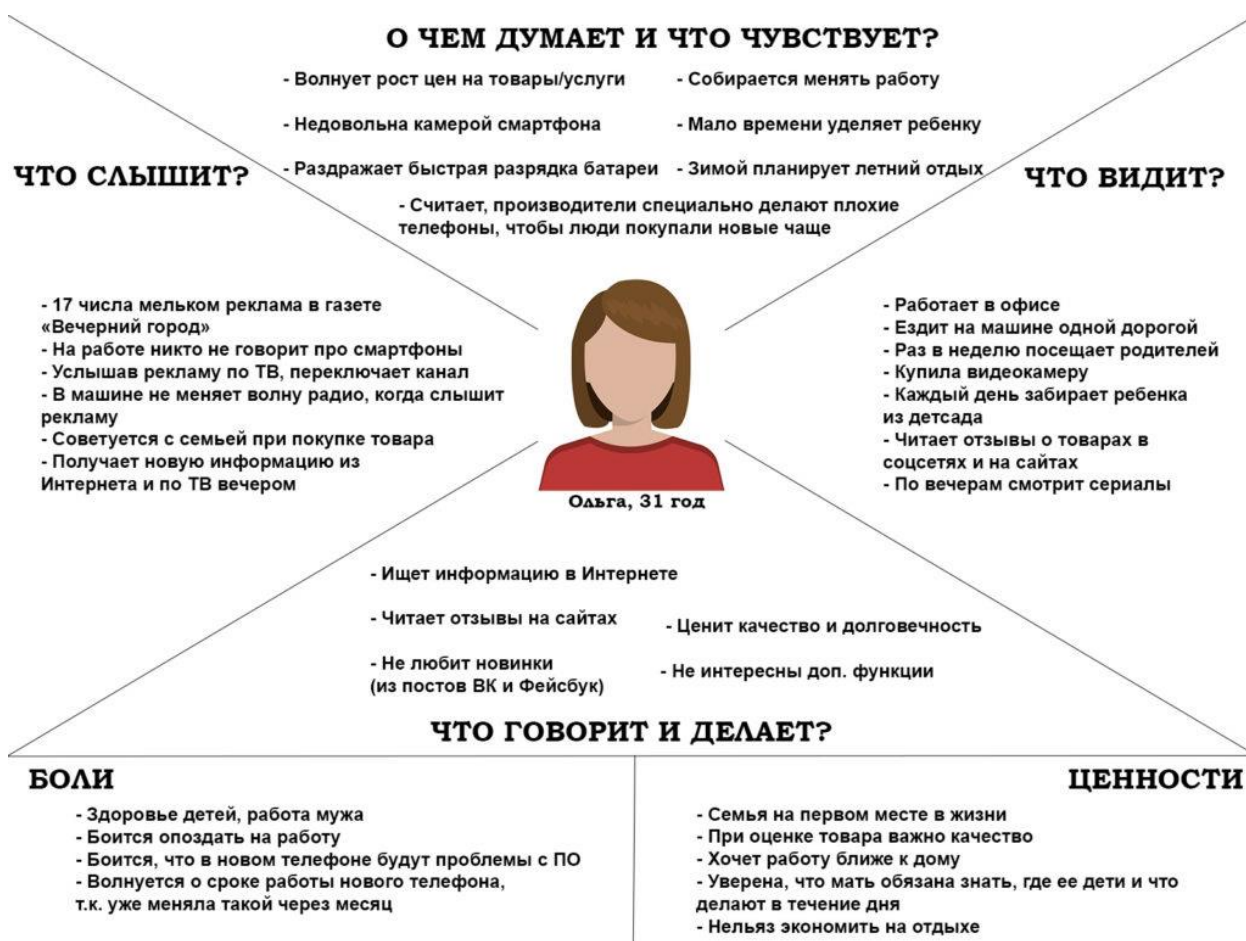 О ЧЕМ ДУМАЕТ И ЧТО ЧУВСТВУЕТ?
- Волнует рост цен на товары/услуги
- Недовольна камерой смартфона
- Раздражает быстрая разрядка батареи
- Собирается менять работу
- Мало времени уделяет ребенку
- Зимой планирует летний отдых
- Считает, производители специально делают плохие
телефоны, чтобы люди покупали новые чаще
ЧТО СЛЫШИТ?
- 17 числа мельком реклама в газете
«Вечерний город»
- На работе никто не говорит про смартфоны
- Услышав рекламу по ТВ, переключает канал
- В машине не меняет волну радио, когда слышит
рекламу
- Советуется с семьей при покупке товара
- Получает новую информацию из
Интернета и по ТВ вечером
Ольга, 31 год
ЧТО ВИДИТ?
- Работает в офисе
- Ездит на машине одной дорогой
- Раз в неделю посещает родителей
- Купила видеокамеру
- Каждый день забирает ребенка
из детсада
- Читает отзывы о товарах в
соцсетях и на сайтах
- По вечерам смотрит сериалы
- Ищет информацию в Интернете
- Читает отзывы на сайтах
- Не любит новинки
(из постов ВК и Фейсбук)
- Ценит качество и долговечность
- Не интересны доп. функции
ЧТО ГОВОРИТ И ДЕЛАЕТ?
БОЛИ
- Здоровье детей, работа мужа
- Боится опоздать на работу
- Боится, что в новом телефоне будут проблемы с ПО
- Волнуется о сроке работы нового телефона,
т.к. уже меняла такой через месяц
ЦЕННОСТИ
- Семья на первом месте в жизни
- При оценке товара важно качество
- Хочет работу ближе к дому
- Уверена, что мать обязана знать, где ее дети и что
делают в течение дня
- Нельяз экономить на отдыхе